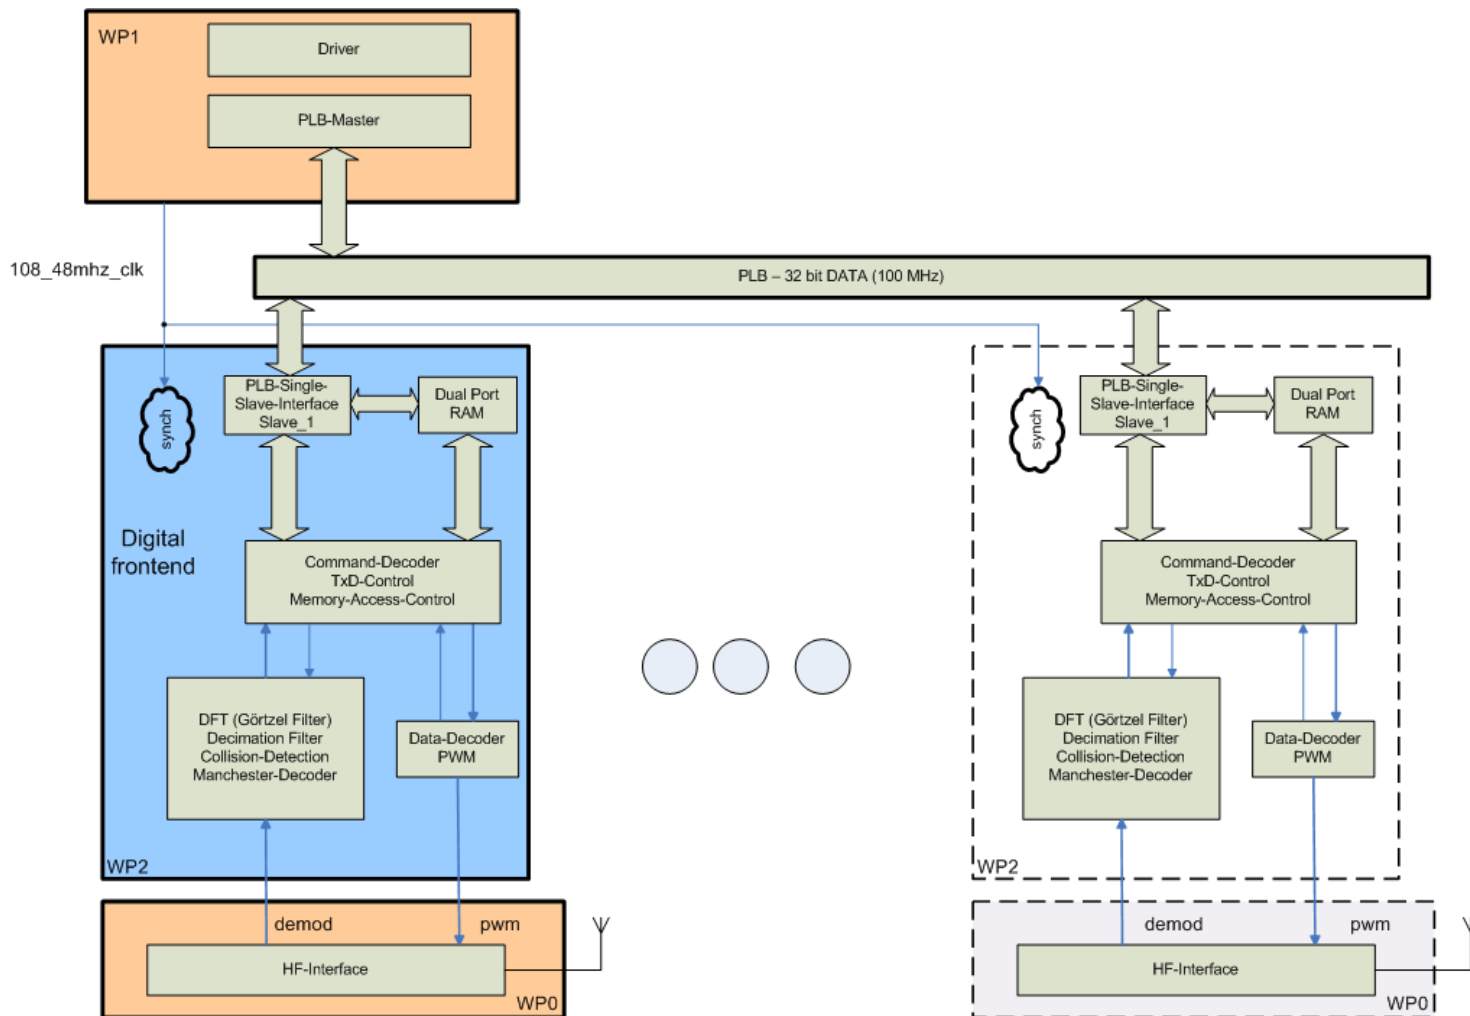 WP1
Driver
PLB-Master
108_48mhz_clk
PLB – 32 bit DATA (100 MHz)
synch
PLB-Single-
Slave-Interface
Slave_1
Dual Port
RAM
Digital
frontend
Command-Decoder
TxD-Control
Memory-Access-Control
DFT (Görtzel Filter)
Decimation Filter
Collision-Detection
Manchester-Decoder
Data-Decoder
PWM
WP2
demod
pwm
HF-Interface
WP0
synch
PLB-Single-
Slave-Interface
Slave_1
Dual Port
RAM
Command-Decoder
TxD-Control
Memory-Access-Control
DFT (Görtzel Filter)
Decimation Filter
Collision-Detection
Manchester-Decoder
Data-Decoder
PWM
WP2
demod
pwm
HF-Interface
WP0